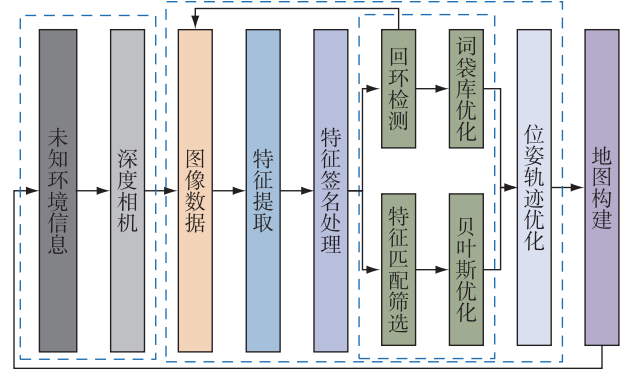 未知环境信息
深度相机
图像数据
特征提取
特征签名处理
回环检测
词袋库优化
特征匹配筛选
贝叶斯优化
位姿轨迹优化
地图构建